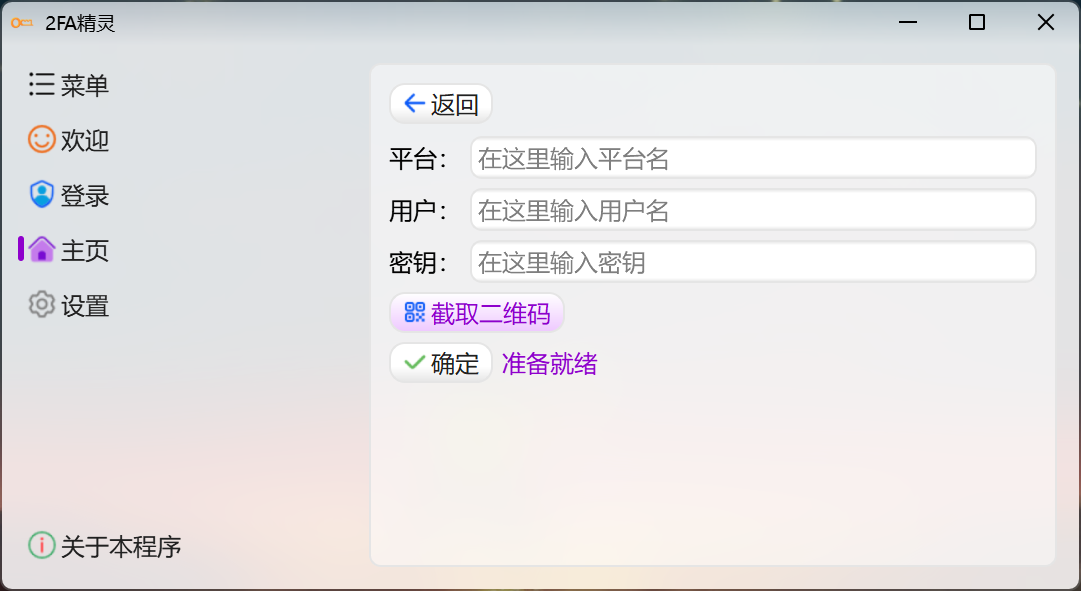 2FA精灵
菜单
欢迎
登录
主页
设置
关于本程序
返回
平台： 在这里输入平台名
用户： 在这里输入用户名
密钥： 在这里输入密钥
截取二维码
确定 准备就绪